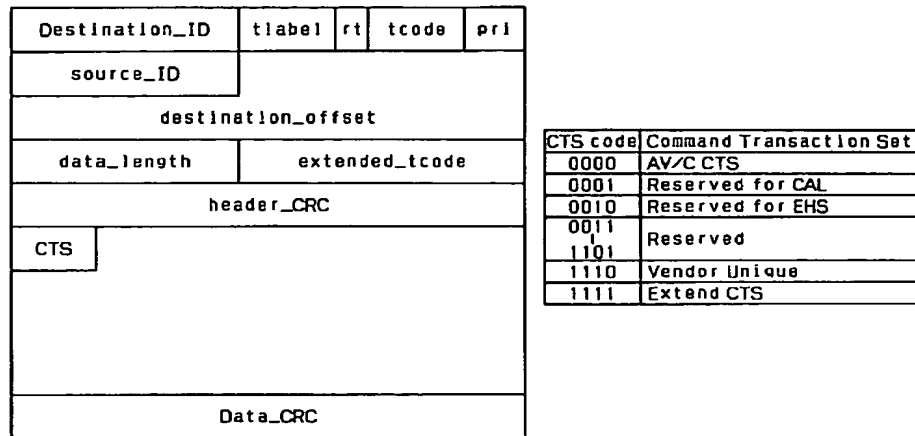 Destination_ID tlabel rt tcode pri
source_ID
destination_offset
data_length extended_tcode
header_CRC
CTS
Data_CRC
CTS code Command Transaction Set
0000 AV/C CTS
0001 Reserved for CAL
0010 Reserved for EHS
0011
ı
1101 Reserved
1110 Vendor Unique
1111 Extend CTS